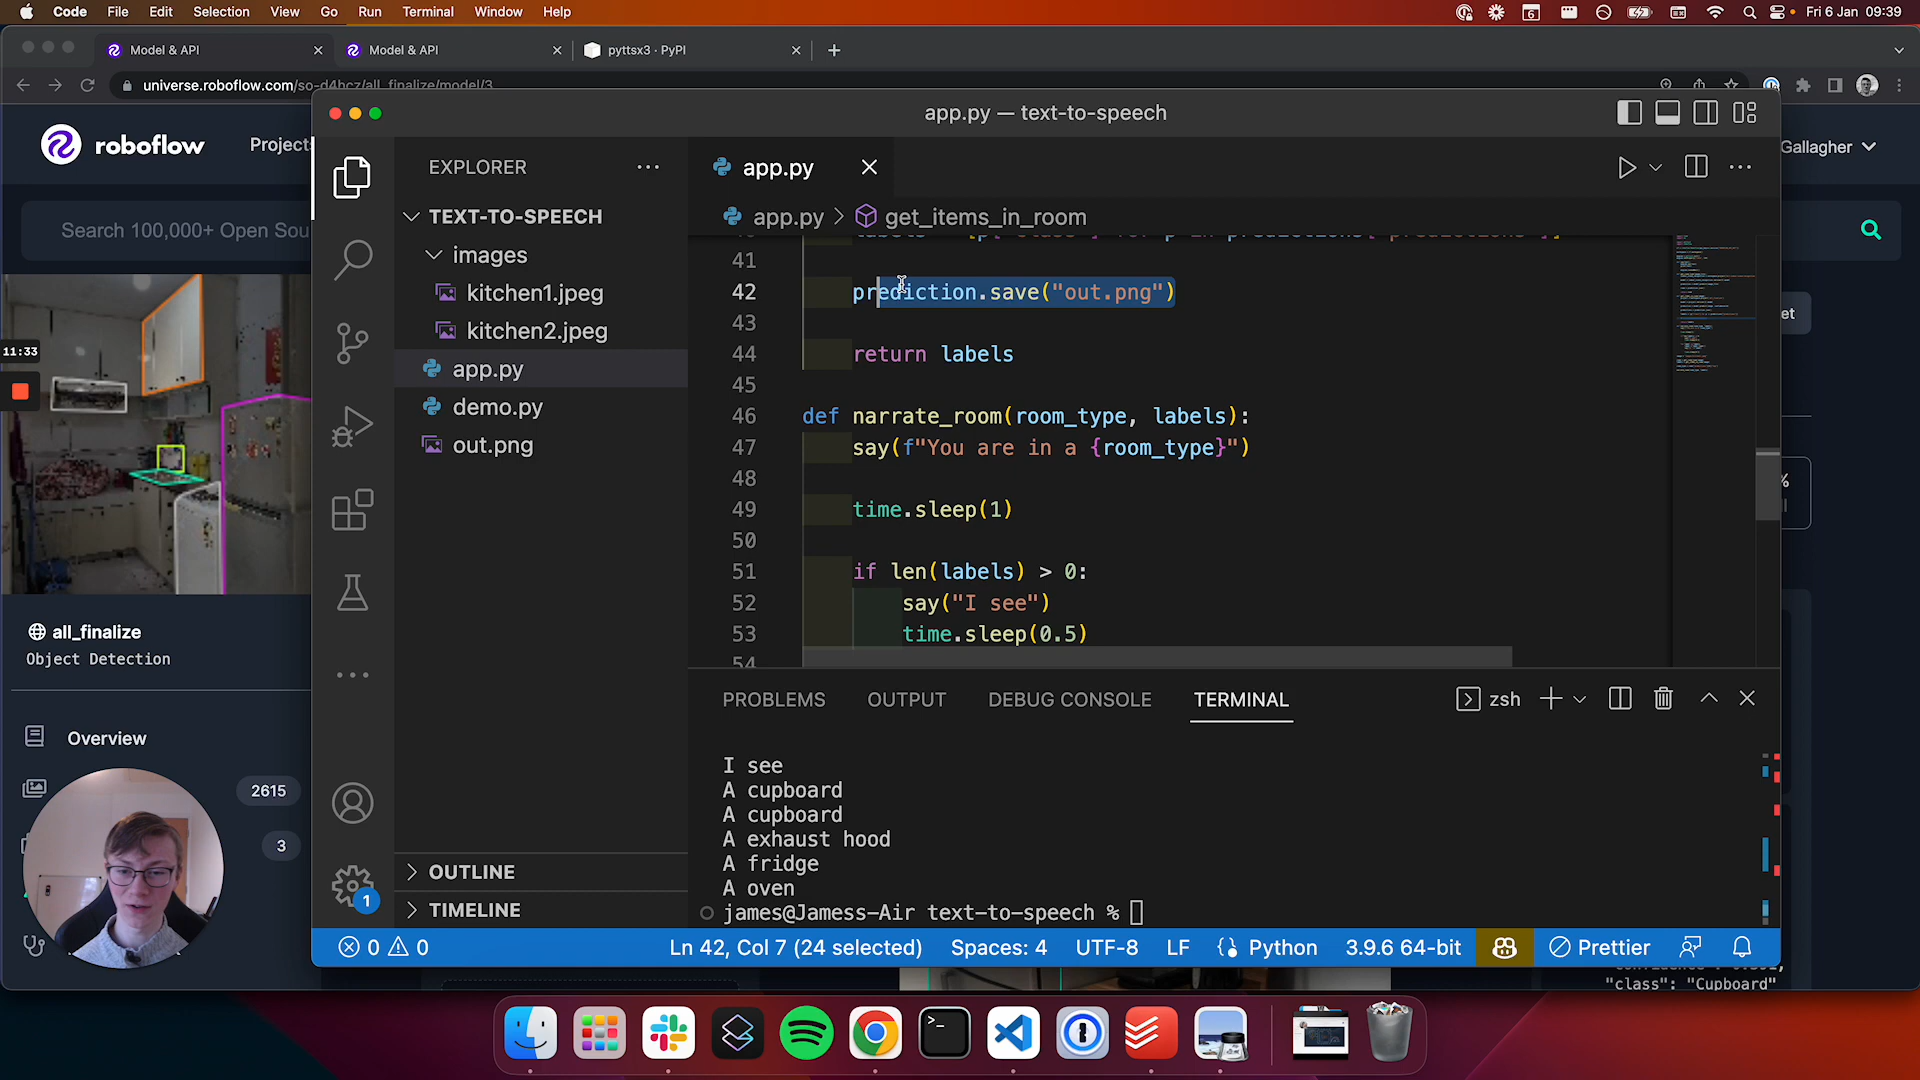 Code File Edit Selection View Go Run Terminal Window Help
6
Fri 6 Jan 09:39
Model & API
Model & API
pyttsx3 · PyPI
universe.roboflow.com/so-d4hcz/all_finalize/model/3
app.py — text-to-speech
roboflow
Project
Gallagher
EXPLORER
app.py
TEXT-TO-SPEECH
app.py > get_items_in_room
Search 100,000+ Open Sou
images
kitchen1.jpeg
kitchen2.jpeg
app.py
demo.py
out.png
11:33
41
42 prediction.save("out.png")
43
44 return labels
45
46 def narrate_room(room_type, labels):
47 say(f"You are in a {room_type}")
48
49 time.sleep(1)
50
51 if len(labels) > 0:
52 say("I see")
53 time.sleep(0.5)
54
et
%
all_finalize
Object Detection
PROBLEMS OUTPUT DEBUG CONSOLE TERMINAL
zsh
Overview
2615
3
I see
A cupboard
A cupboard
A exhaust hood
A fridge
A oven
james@Jamess-Air text-to-speech %
OUTLINE
TIMELINE
1
0 0
Ln 42, Col 7 (24 selected) Spaces: 4 UTF-8 LF Python 3.9.6 64-bit Prettier
"class": "Cupboard"